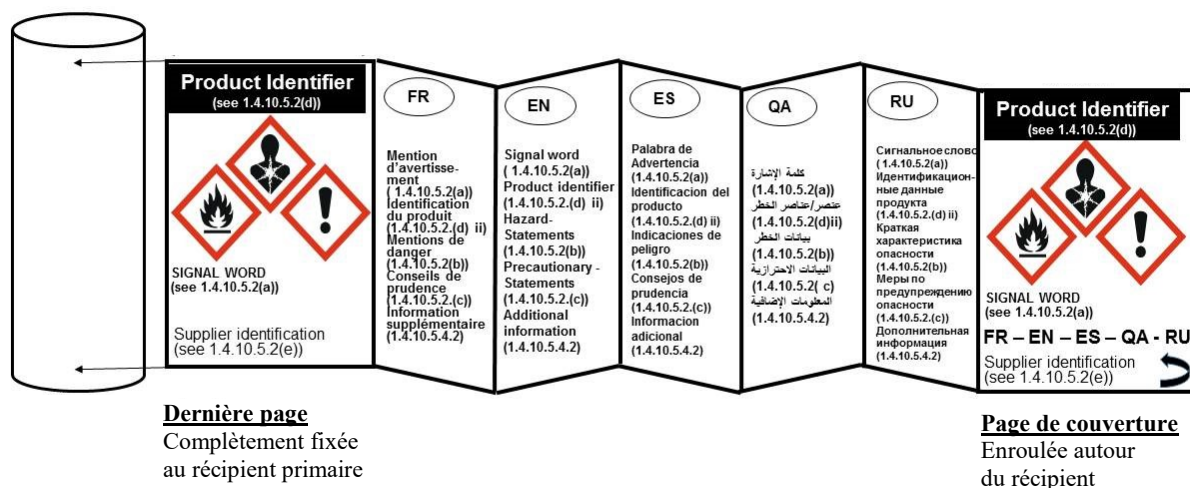 Product Identifier
(see 1.4.10.5.2(d))
SIGNAL WORD
(see 1.4.10.5.2(a))
Supplier identification
(see 1.4.10.5.2(e))
FR
Mention
d'avertisse-
ment
( 1.4.10.5.2(a))
Identification
du produit
(1.4.10.5.2.(d) ii)
Mentions de
danger
(1.4.10.5.2(b))
Conseils de
prudence
(1.4.10.5.2.(c))
Information
supplémentaire
(1.4.10.5.4.2)
EN
Signal word
( 1.4.10.5.2(a))
Product identifier
(1.4.10.5.2.(d) ii)
Hazard-
Statements
(1.4.10.5.2(b))
Precautionary -
Statements
(1.4.10.5.2.(c))
Additional
information
(1.4.10.5.4.2)
ES
Palabra de
Advertencia
(1.4.10.5.2(a))
Identificacion del
producto
(1.4.10.5.2.(d) ii)
Indicaciones de
peligro
(1.4.10.5.2(b))
Consejos de
prudencia
(1.4.10.5.2.(c))
Informacion
adicional
(1.4.10.5.4.2)
QA
كلمة الإشارة
(1.4.10.5.2(a))
عنصر/عناصر الخطر
(1.4.10.5.2(d)ii)
بيانات الخطر
(1.4.10.5.2(b))
البيانات الاحترازية
(1.4.10.5.2( c)
المعلومات الإضافية
(1.4.10.5.4.2)
RU
Сигнальное слово
( 1.4.10.5.2(a))
Идентификацион-
ные данные
продукта
(1.4.10.5.2.(d) ii)
Краткая
характеристика
опасности
(1.4.10.5.2(b))
Меры по
предупреждению
опасности
(1.4.10.5.2.(c))
Дополнительная
информация
(1.4.10.5.4.2)
Product Identifier
(see 1.4.10.5.2(d))
SIGNAL WORD
(see 1.4.10.5.2(a))
FR – EN – ES – QA - RU
Supplier identification
(see 1.4.10.5.2(e))
Dernière page
Complètement fixée
au récipient primaire
Page de couverture
Enroulée autour
du récipient